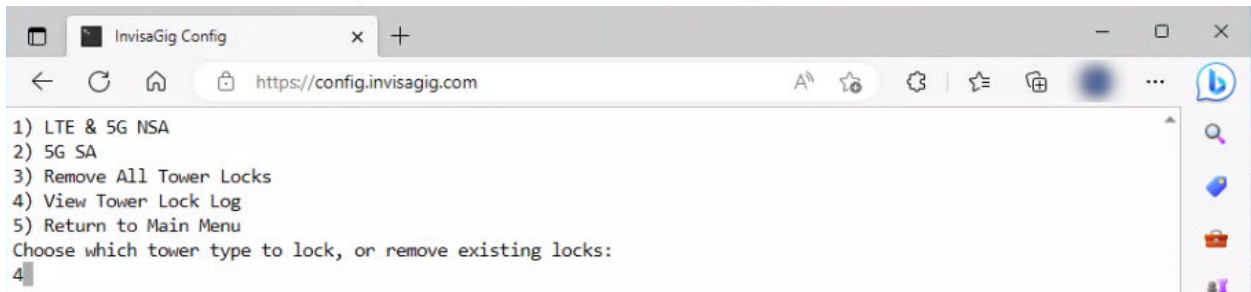 InvisaGig Config
https://config.invisagig.com
1) LTE & 5G NSA
2) 5G SA
3) Remove All Tower Locks
4) View Tower Lock Log
5) Return to Main Menu
Choose which tower type to lock, or remove existing locks:
4